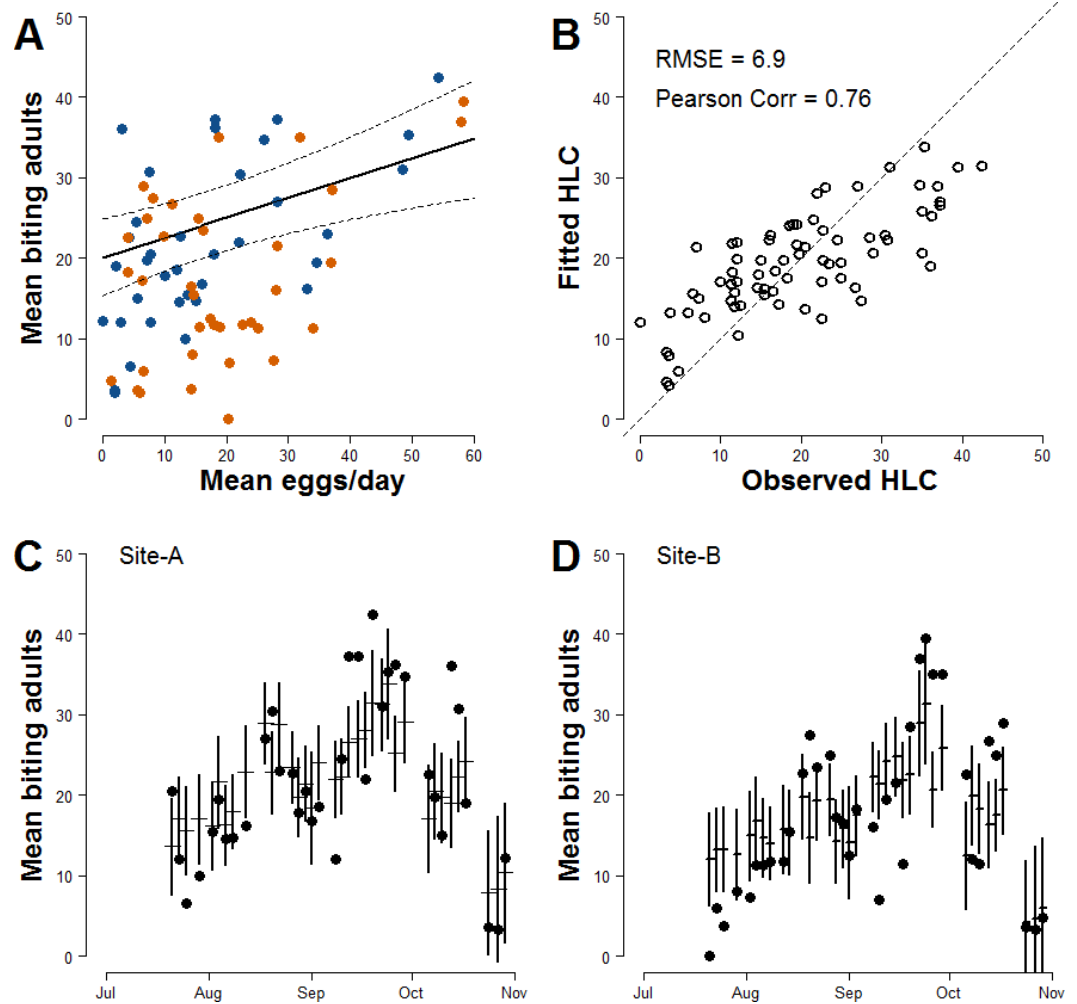 A
50
40
30
20
10
0
Mean biting adults
0 10 20 30 40 50 60
Mean eggs/day
B
RMSE = 6.9
Pearson Corr = 0.76
50
40
30
20
10
0
Fitted HLC
0 10 20 30 40 50
Observed HLC
C
Site-A
50
40
30
20
10
0
Mean biting adults
Jul Aug Sep Oct Nov
D
Site-B
50
40
30
20
10
0
Mean biting adults
Jul Aug Sep Oct Nov